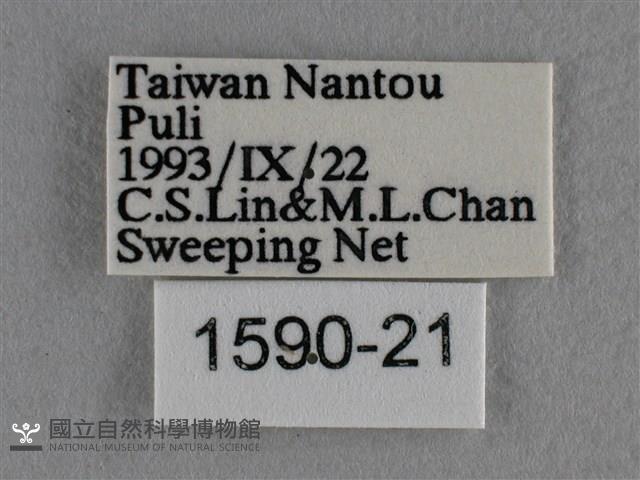 Taiwan Nantou
Puli
1993/IX/22
C.S.Lin&M.L.Chan
Sweeping Net
1590-21
國立自然科學博物館
NATIONAL MUSEUM OF NATURAL SCIENCE